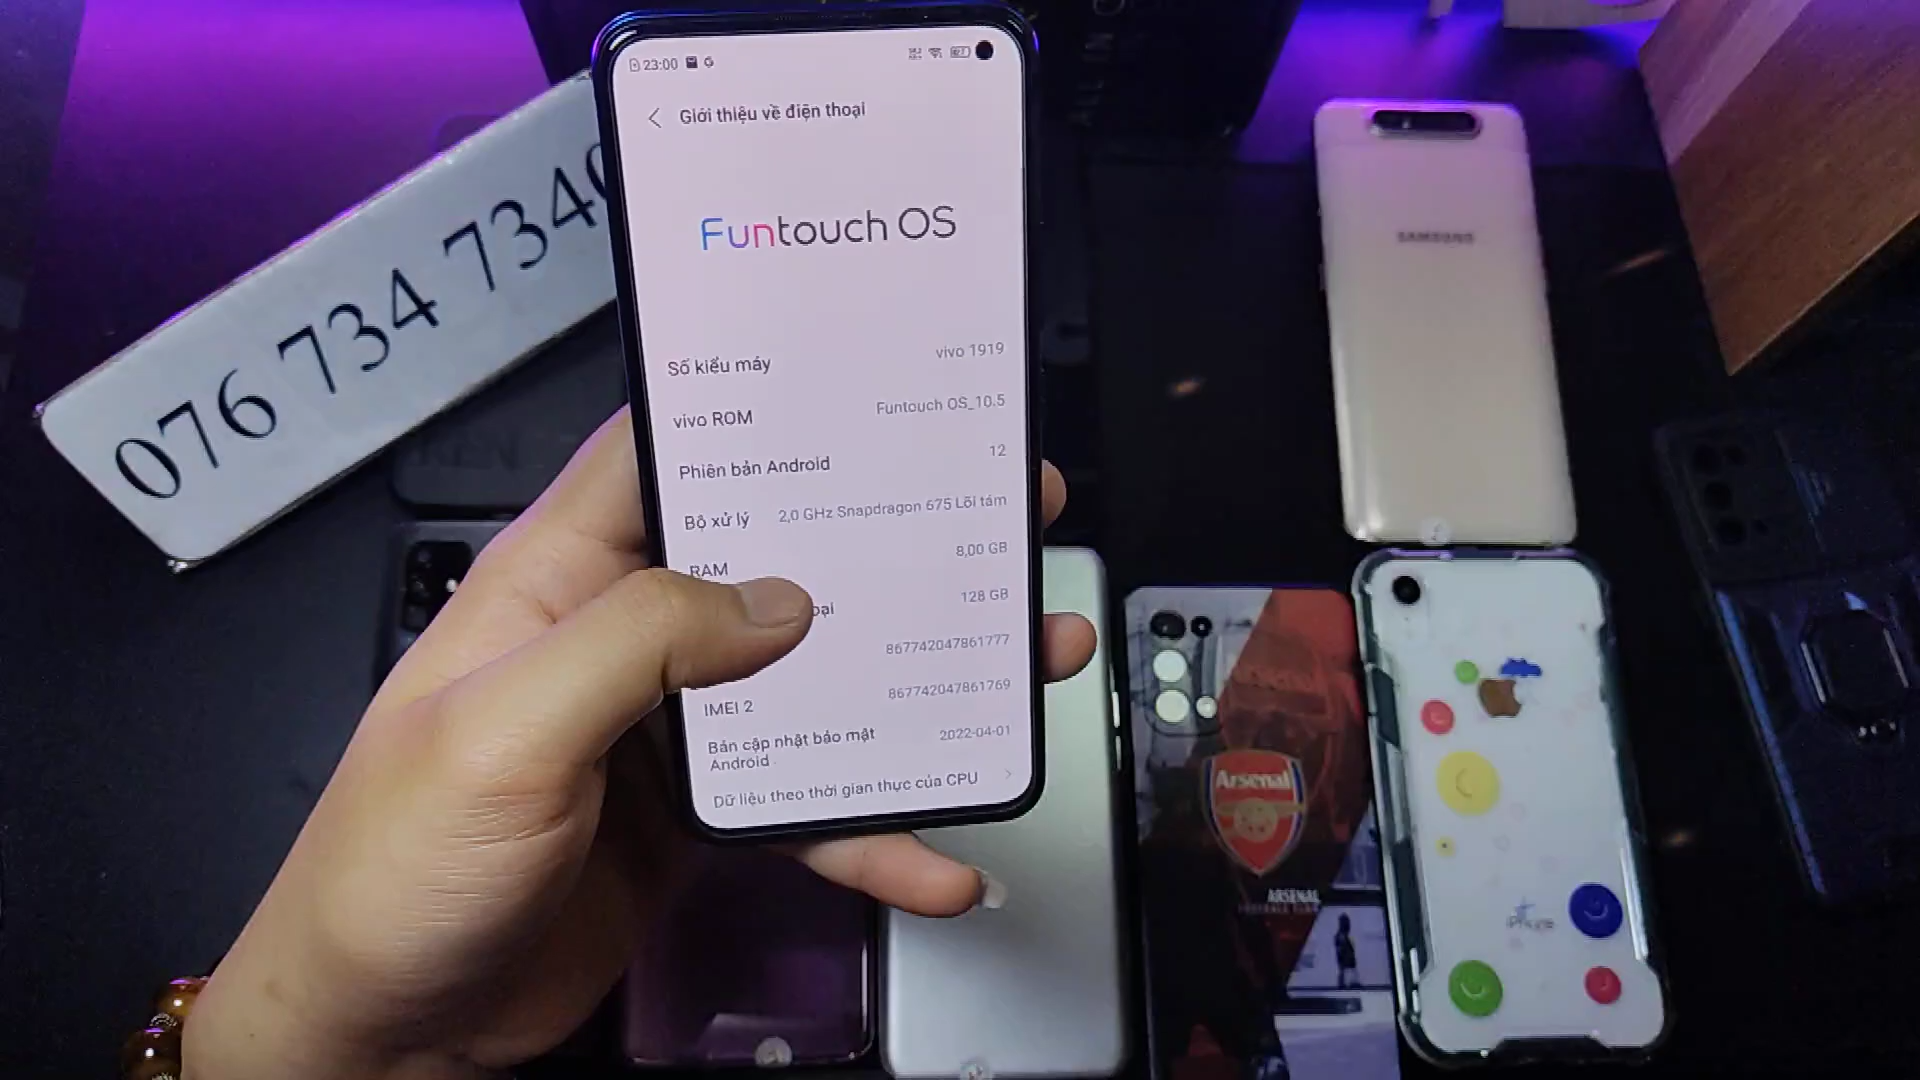 076 734 734
23:00
Giới thiệu về điện thoại
Funtouch OS
Số kiểu máy
vivo 1919
vivo ROM
Funtouch OS_10.5
Phiên bản Android
12
Bộ xử lý
2,0 GHz Snapdragon 675 Lõi tám
RAM
8,00 GB
128 GB
867742047861777
IMEI 2
867742047861769
Bản cập nhật bảo mật
Android
2022-04-01
Dữ liệu theo thời gian thực của CPU
SAMSUNG
Arsenal
ARSENAL
iPhone